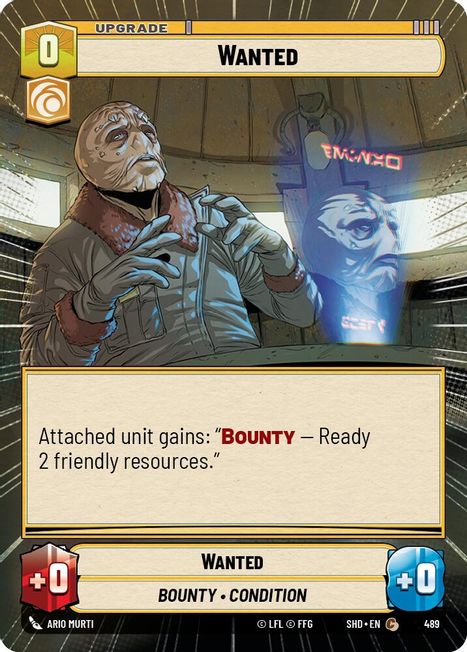 UPGRADE
0
WANTED
Attached unit gains: “BOUNTY — Ready
2 friendly resources.”
+0
WANTED
BOUNTY • CONDITION
+0
ARIO MURTI
© LFL © FFG
SHD • EN
C
489